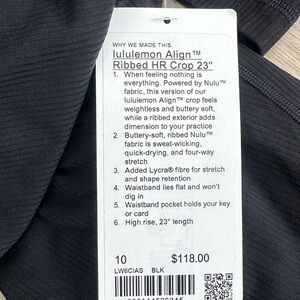 WHY WE MADE THIS
lululemon Align™
Ribbed HR Crop 23"
1. When feeling nothing is
everything. Powered by Nulu™
fabric, this version of our
lululemon Align™ crop feels
weightless and buttery soft,
while a ribbed exterior adds
dimension to your practice
2. Buttery-soft, ribbed Nulu™
fabric is sweat-wicking,
quick-drying, and four-way
stretch
3. Added Lycra® fibre for stretch
and shape retention
4. Waistband lies flat and won't
dig in
5. Waistband pocket holds your key
or card
6. High rise, 23" length
10 $118.00
LW6CIAS BLK